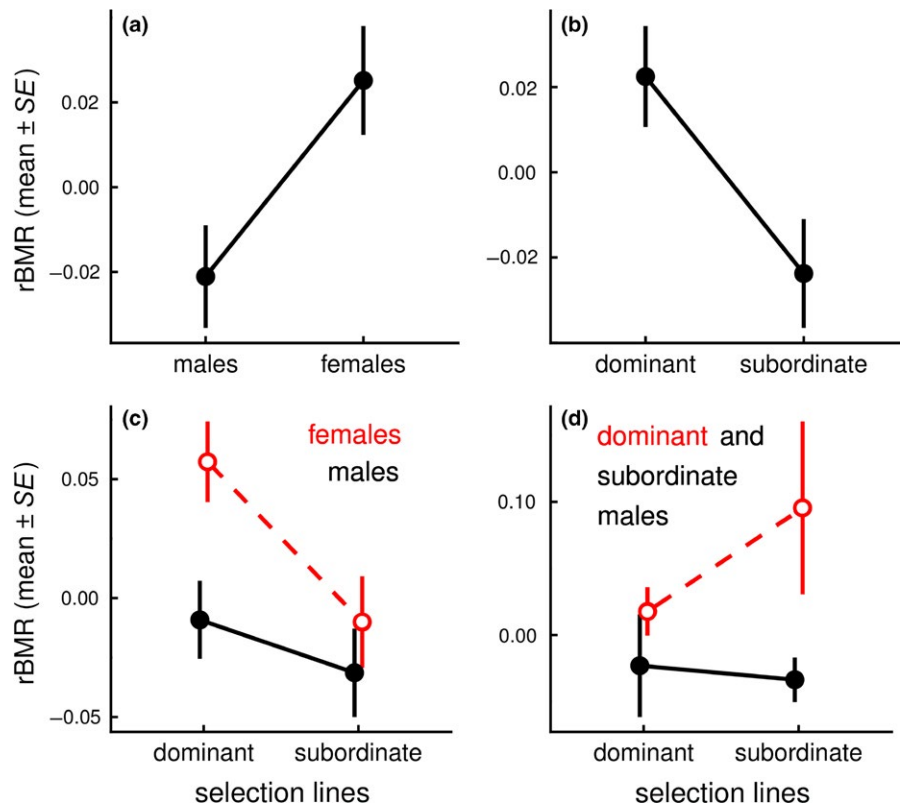 (a)
rBMR (mean ± SE)
0.02
0.00
−0.02
males females
(b)
0.02
0.00
−0.02
dominant subordinate
(c)
females
males
rBMR (mean ± SE)
0.05
0.00
−0.05
dominant subordinate
selection lines
(d)
dominant and
subordinate
males
0.10
0.00
dominant subordinate
selection lines